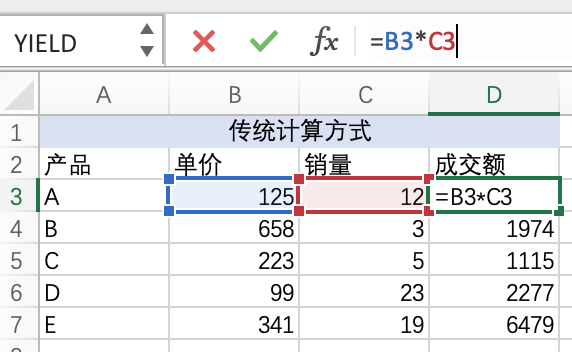 YIELD fx =B3*C3
A B C D
1 传统计算方式
2 产品 单价 销量 成交额
3 A 125 12 =B3*C3
4 B 658 3 1974
5 C 223 5 1115
6 D 99 23 2277
7 E 341 19 6479